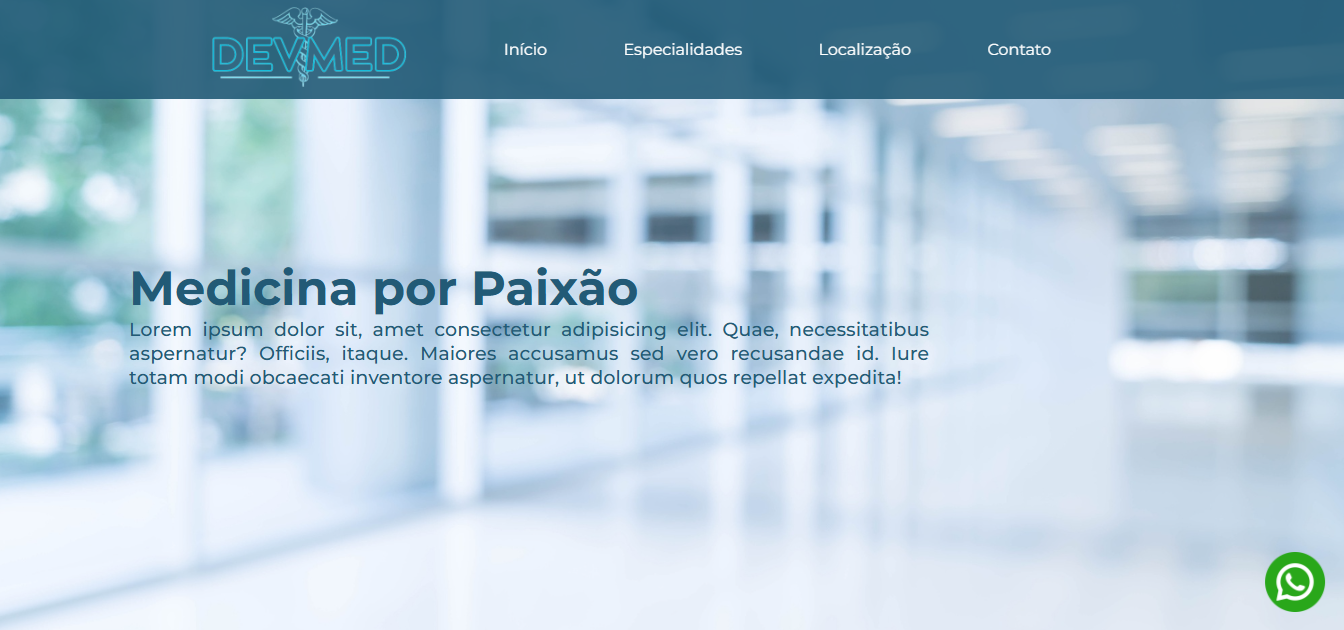 DEVMED
Início Especialidades Localização Contato
Medicina por Paixão
Lorem ipsum dolor sit, amet consectetur adipisicing elit. Quae, necessitatibus
aspernatur? Officiis, itaque. Maiores accusamus sed vero recusandae id. Iure
totam modi obcaecati inventore aspernatur, ut dolorum quos repellat expedita!